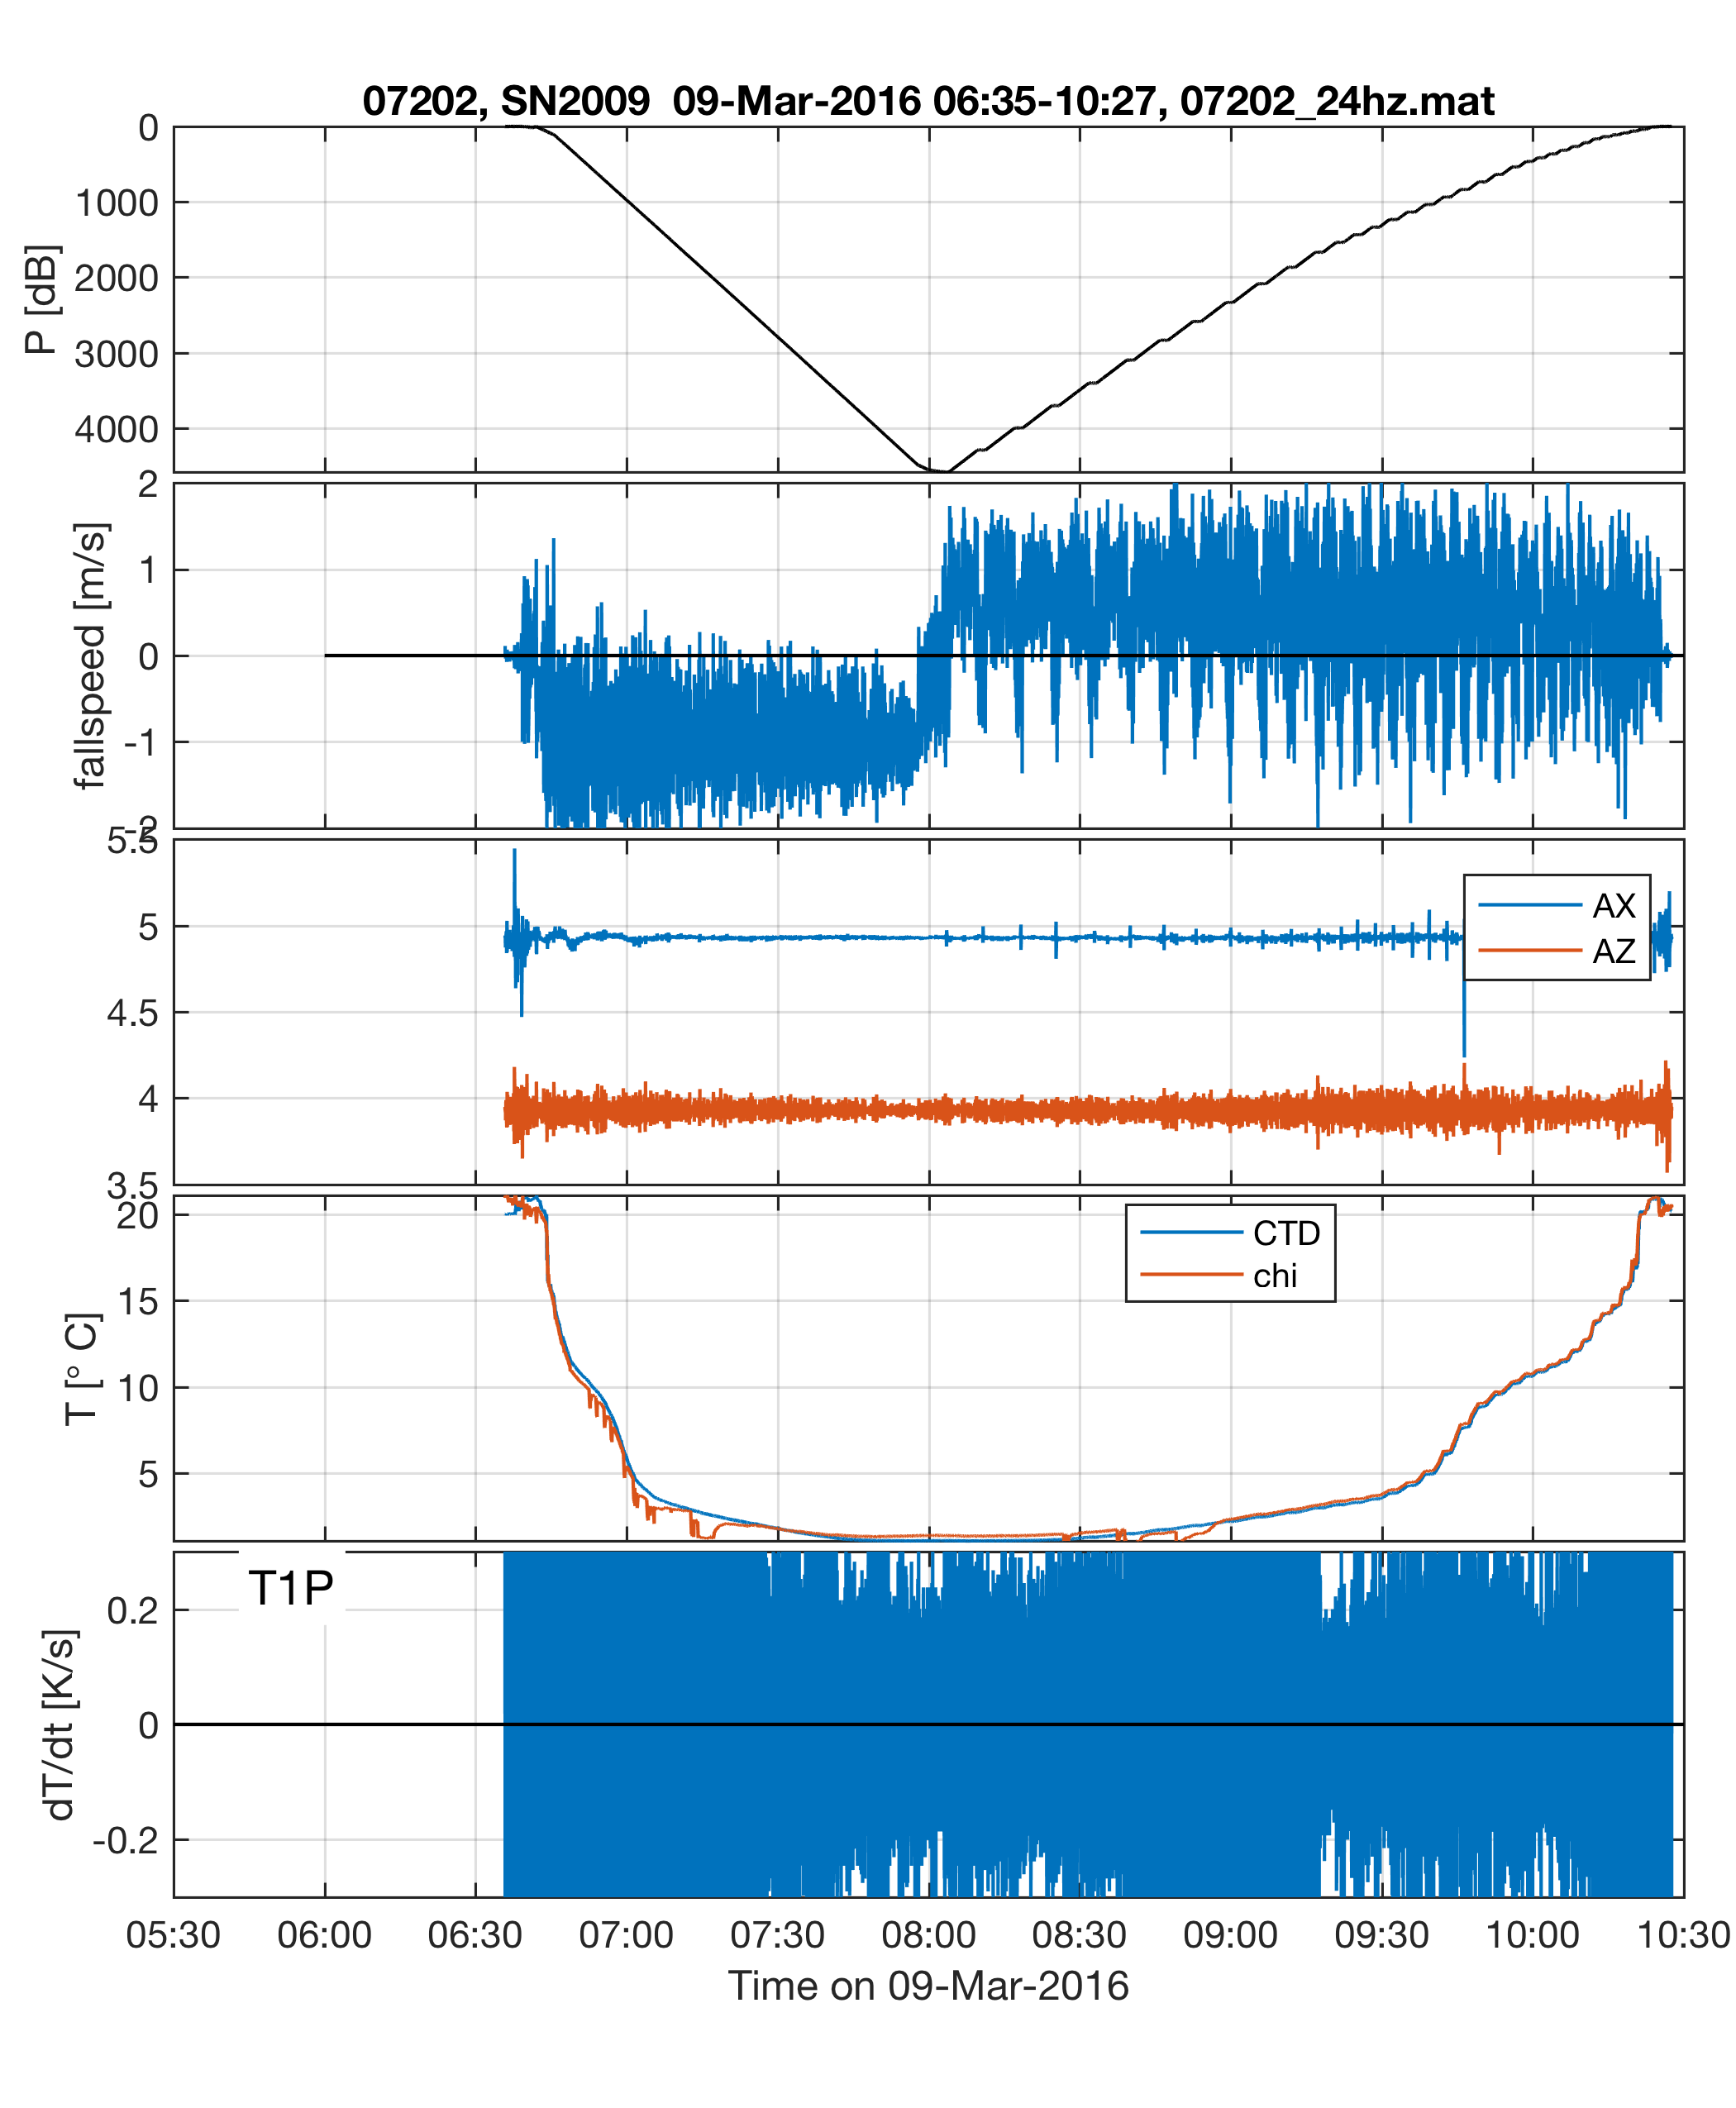 07202, SN2009  09-Mar-2016 06:35-10:27, 07202_24hz.mat
0
1000
2000
3000
4000
P [dB]
2
1
0
-1
-2
fallspeed [m/s]
5.5
5
4.5
4
3.5
AX
AZ
20
15
10
5
T [° C]
CTD
chi
T1P
0.2
0
-0.2
dT/dt [K/s]
05:30 06:00 06:30 07:00 07:30 08:00 08:30 09:00 09:30 10:00 10:30
Time on 09-Mar-2016